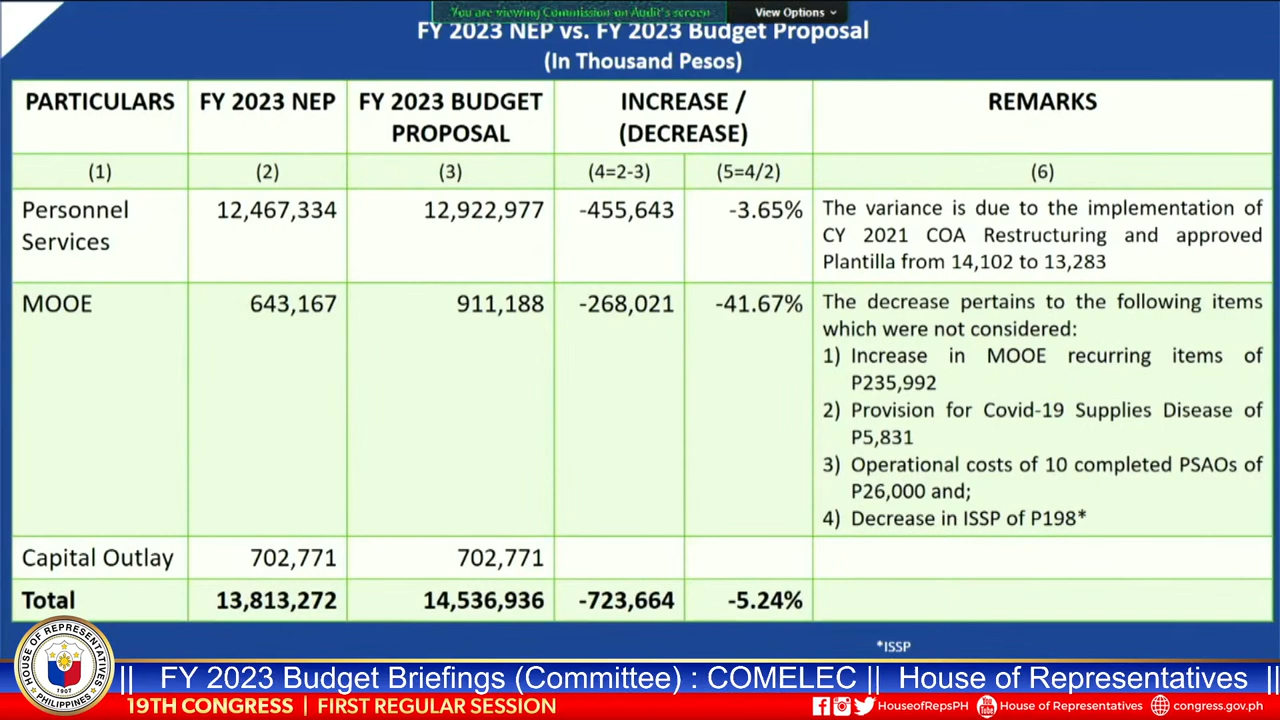 You are viewing Commission on Audit's screen
View Options
FY 2023 NEP vs. FY 2023 Budget Proposal
(In Thousand Pesos)
PARTICULARS FY 2023 NEP FY 2023 BUDGET PROPOSAL INCREASE / (DECREASE) REMARKS
(1) (2) (3) (4=2-3) (5=4/2) (6)
Personnel Services 12,467,334 12,922,977 -455,643 -3.65% The variance is due to the implementation of
CY 2021 COA Restructuring and approved
Plantilla from 14,102 to 13,283
MOOE 643,167 911,188 -268,021 -41.67% The decrease pertains to the following items
which were not considered:
1) Increase in MOOE recurring items of
P235,992
2) Provision for Covid-19 Supplies Disease of
P5,831
3) Operational costs of 10 completed PSAOs of
P26,000 and;
4) Decrease in ISSP of P198*
Capital Outlay 702,771 702,771
Total 13,813,272 14,536,936 -723,664 -5.24%
*ISSP
HOUSE OF REPRESENTATIVES
1907
PHILIPPINES
|| FY 2023 Budget Briefings (Committee) : COMELEC || House of Representatives ||
19TH CONGRESS | FIRST REGULAR SESSION
HouseofRepsPH
You Tube
House of Representatives
congress.gov.ph